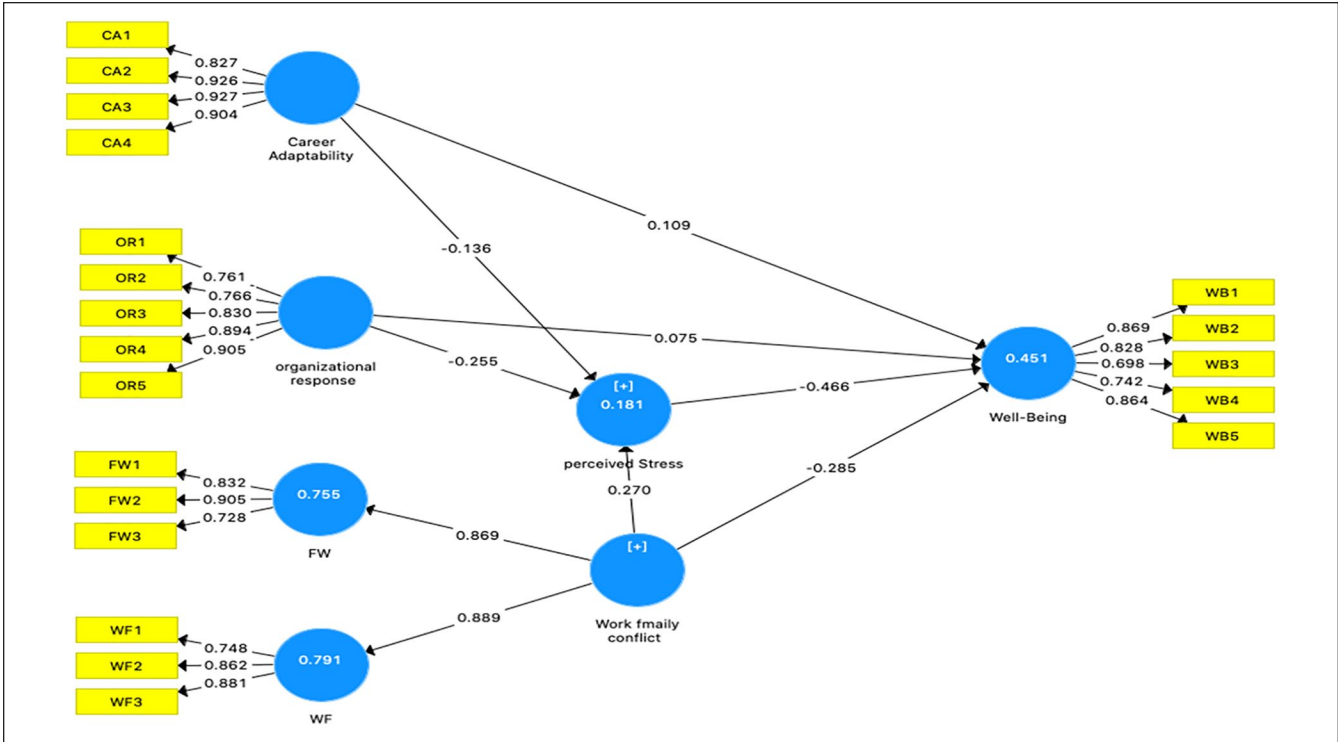 CA1
CA2
CA3
CA4
0.827
0.926
0.927
0.904
Career
Adaptability
0.109
-0.136
OR1
OR2
OR3
OR4
OR5
0.761
0.766
0.830
0.894
0.905
organizational
response
0.075
-0.255
[+]
0.181
perceived Stress
-0.466
0.451
Well-Being
0.869
0.828
0.698
0.742
0.864
WB1
WB2
WB3
WB4
WB5
-0.285
0.270
FW1
FW2
FW3
0.832
0.905
0.728
0.755
FW
0.869
[+]
Work fmaily
conflict
0.889
WF1
WF2
WF3
0.748
0.862
0.881
0.791
WF